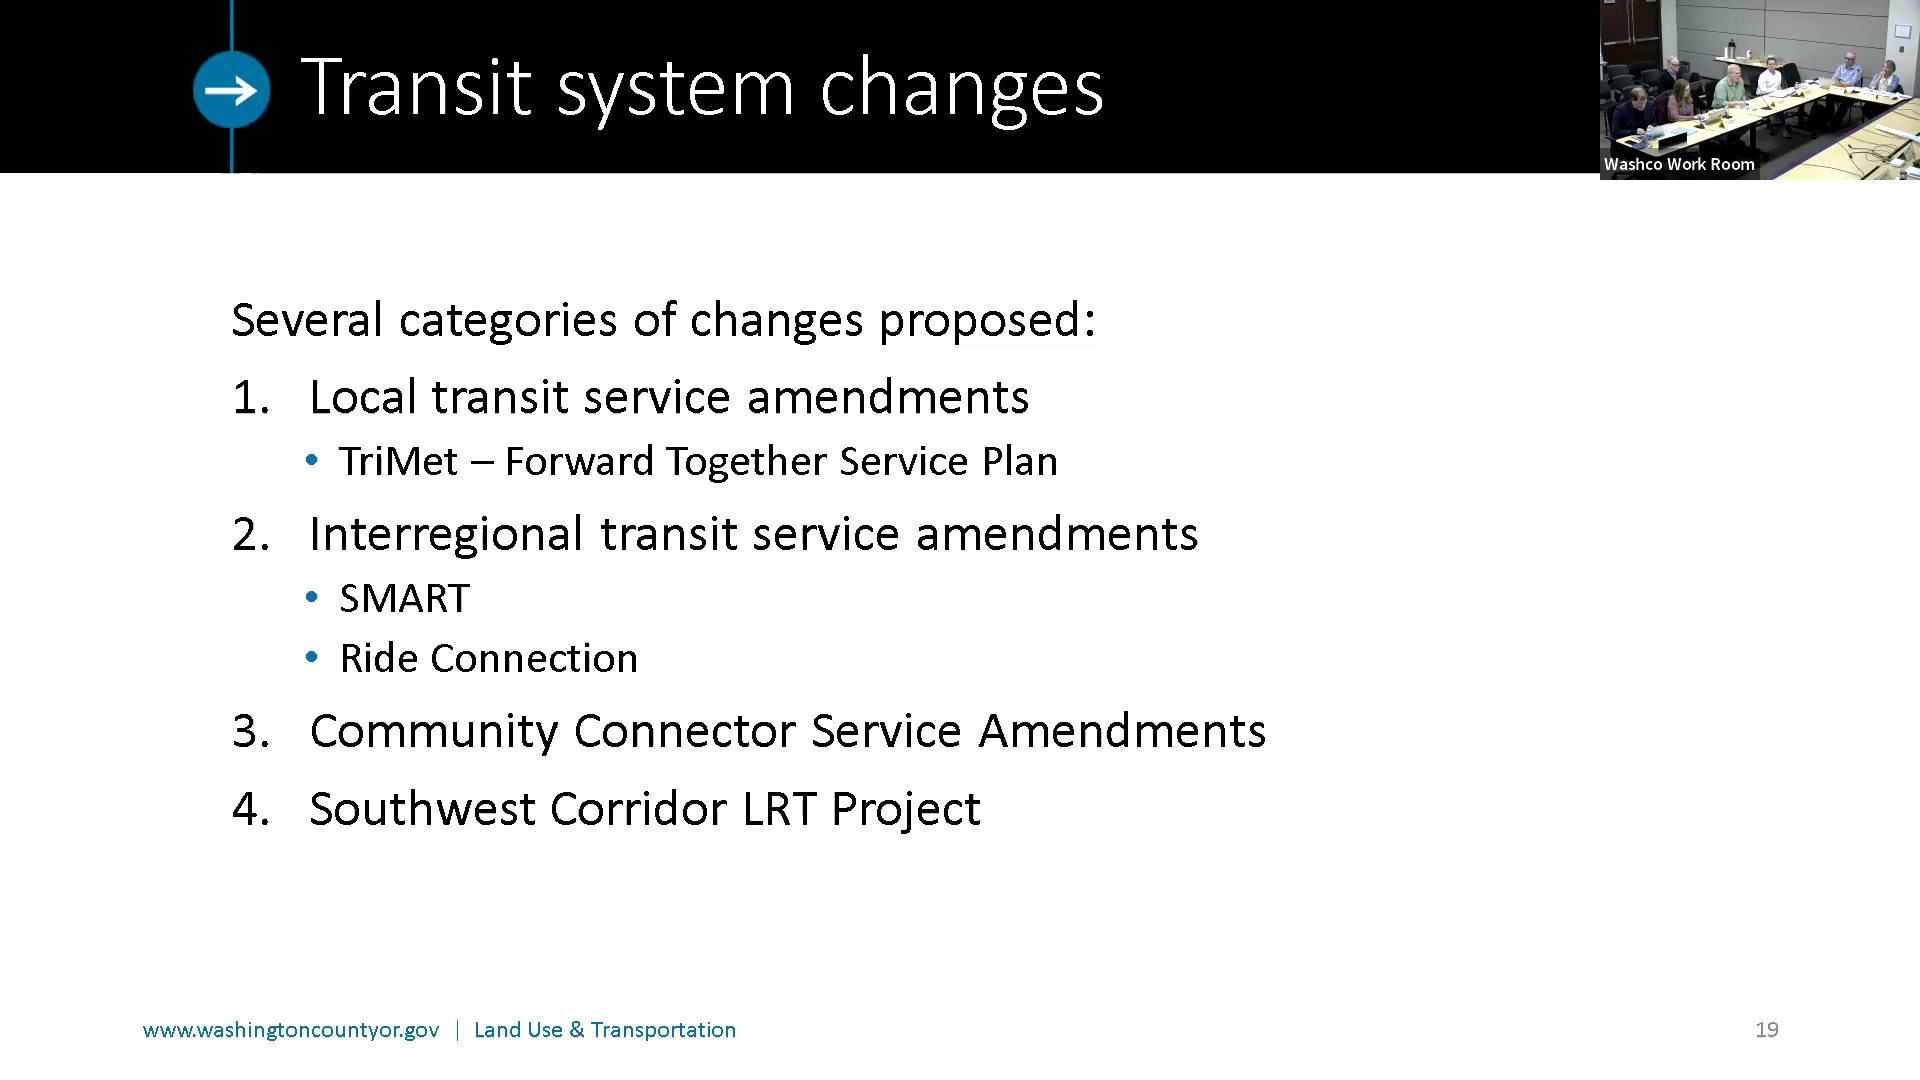 Transit system changes
Washco Work Room
Several categories of changes proposed:
1. Local transit service amendments
• TriMet – Forward Together Service Plan
2. Interregional transit service amendments
• SMART
• Ride Connection
3. Community Connector Service Amendments
4. Southwest Corridor LRT Project
www.washingtoncountyor.gov | Land Use & Transportation
19